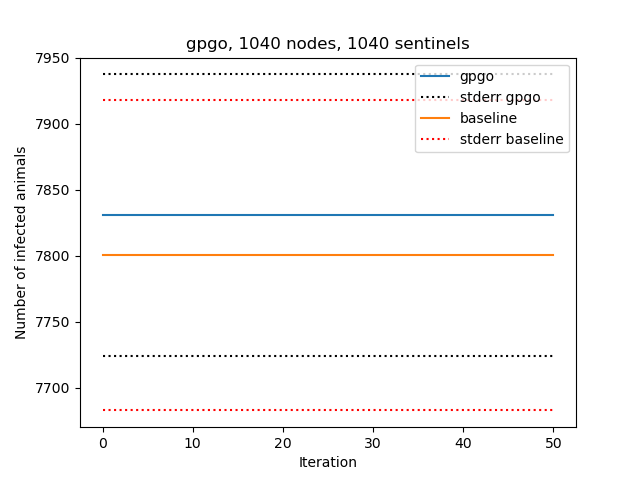 gpgo, 1040 nodes, 1040 sentinels
7950
7900
7850
7800
7750
7700
Number of infected animals
gpgo
stderr gpgo
baseline
stderr baseline
0 10 20 30 40 50
Iteration